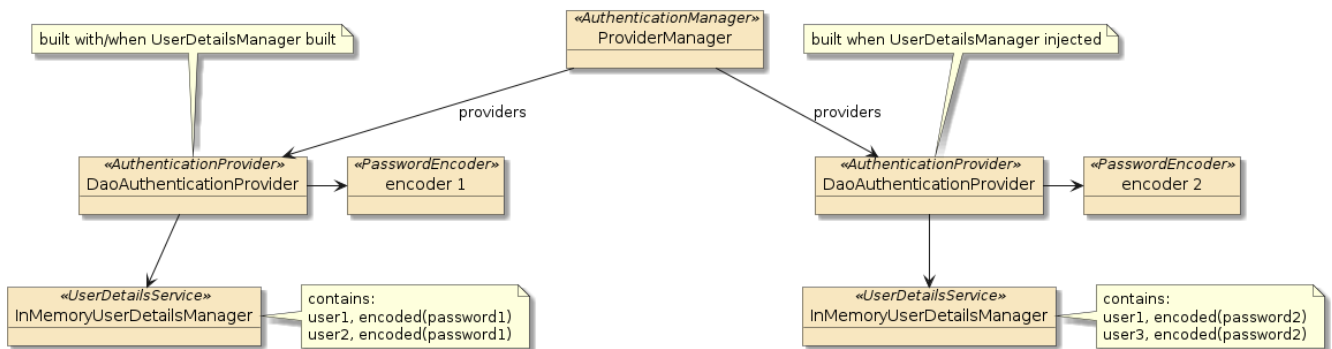 «AuthenticationManager»
ProviderManager
built with/when UserDetailsManager built
built when UserDetailsManager injected
providers
providers
«AuthenticationProvider»
DaoAuthenticationProvider
«PasswordEncoder»
encoder 1
«AuthenticationProvider»
DaoAuthenticationProvider
«PasswordEncoder»
encoder 2
«UserDetailsService»
InMemoryUserDetailsManager
contains:
user1, encoded(password1)
user2, encoded(password1)
«UserDetailsService»
InMemoryUserDetailsManager
contains:
user1, encoded(password2)
user3, encoded(password2)